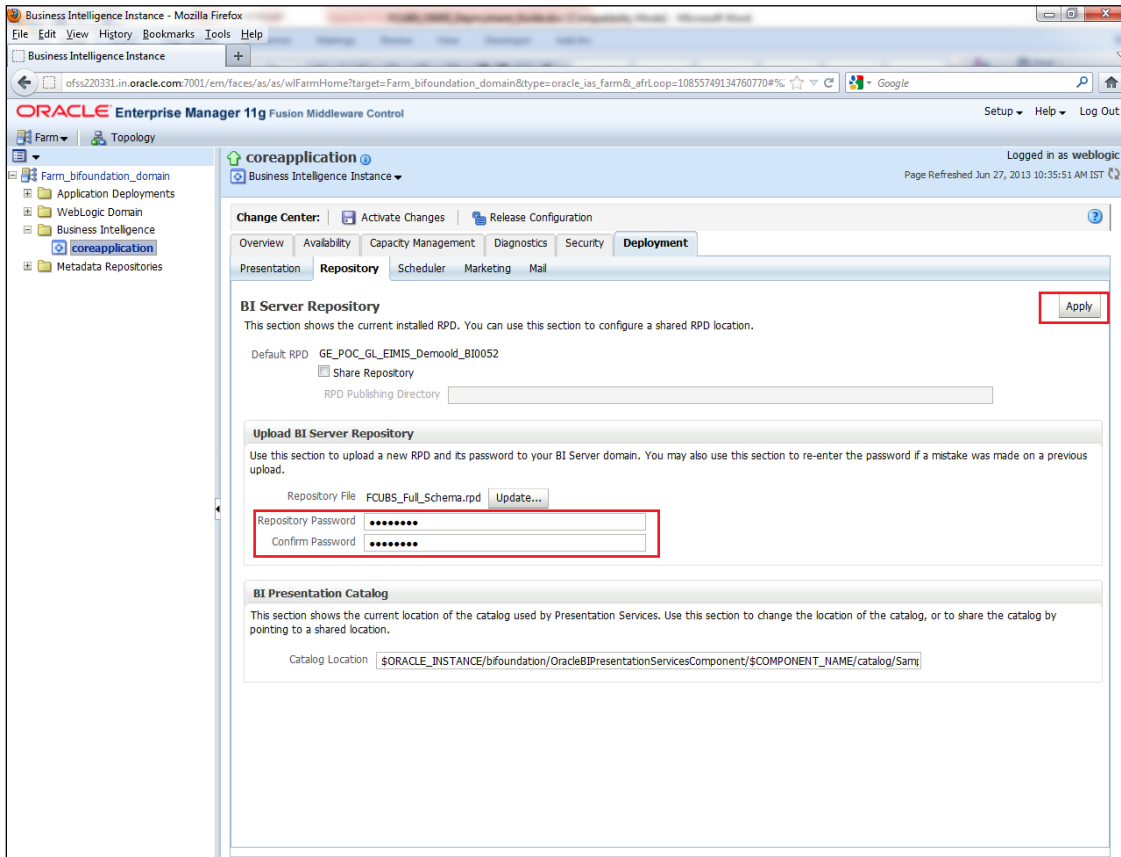 Business Intelligence Instance - Mozilla Firefox
File Edit View History Bookmarks Tools Help
Business Intelligence Instance +
ofss220331.in.oracle.com:7001/em/faces/as/as/wlFarmHome?target=Farm_bifoundation_domain&type=oracle_ias_farm&_afrLoop=10855749134760770#%
Google
ORACLE Enterprise Manager 11g Fusion Middleware Control
Setup Help Log Out
Farm Topology
coreapplication
Logged in as weblogic
Business Intelligence Instance
Page Refreshed Jun 27, 2013 10:35:51 AM IST
Farm_bifoundation_domain
Application Deployments
WebLogic Domain
Business Intelligence
coreapplication
Metadata Repositories
Change Center: Activate Changes Release Configuration
Overview Availability Capacity Management Diagnostics Security Deployment
Presentation Repository Scheduler Marketing Mail
BI Server Repository
Apply
This section shows the current installed RPD. You can use this section to configure a shared RPD location.
Default RPD GE_POC_GL_EIMIS_Demoold_BI0052
Share Repository
RPD Publishing Directory
Upload BI Server Repository
Use this section to upload a new RPD and its password to your BI Server domain. You may also use this section to re-enter the password if a mistake was made on a previous
upload.
Repository File FCUBS_Full_Schema.rpd Update...
Repository Password ••••••••
Confirm Password ••••••••
BI Presentation Catalog
This section shows the current location of the catalog used by Presentation Services. Use this section to change the location of the catalog, or to share the catalog by
pointing to a shared location.
Catalog Location $ORACLE_INSTANCE/bifoundation/OracleBIPresentationServicesComponent/$COMPONENT_NAME/catalog/Sam